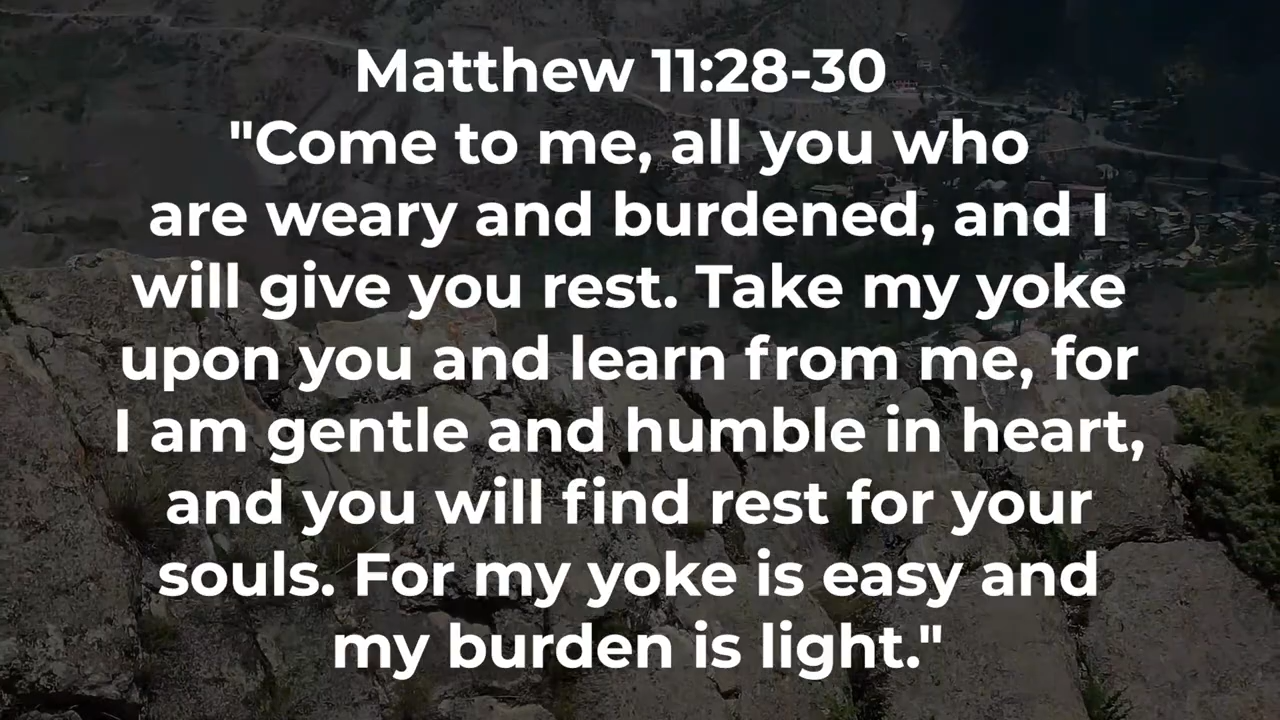 Matthew 11:28-30
"Come to me, all you who
are weary and burdened, and I
will give you rest. Take my yoke
upon you and learn from me, for
I am gentle and humble in heart,
and you will find rest for your
souls. For my yoke is easy and
my burden is light."